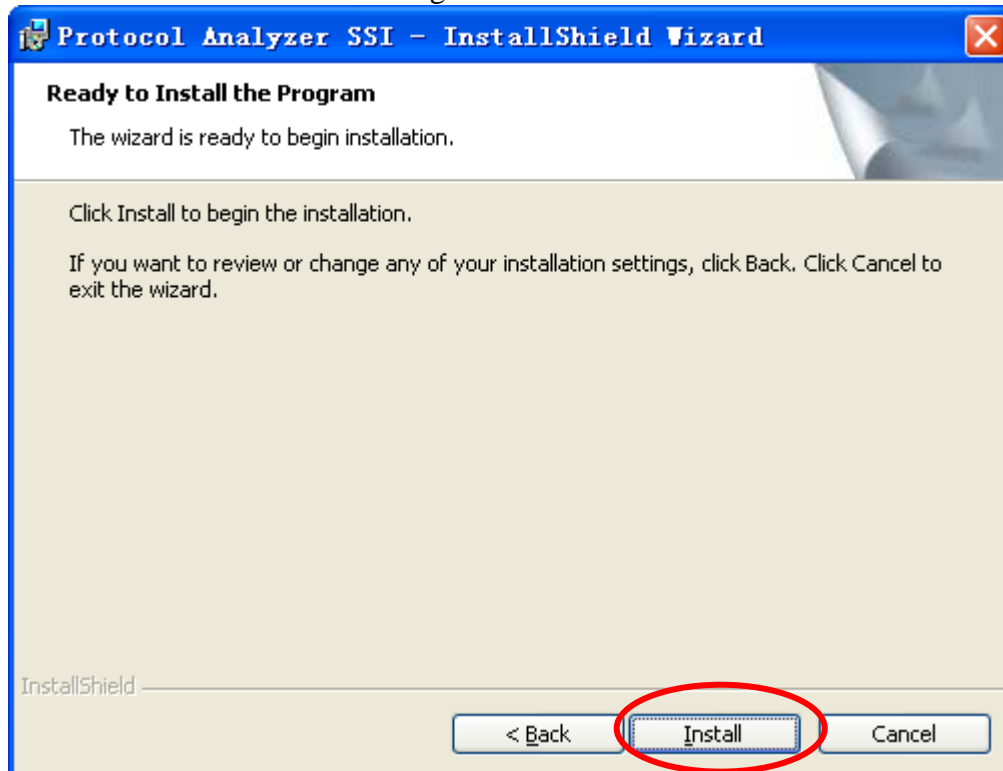 Protocol Analyzer SSI - InstallShield Wizard
Ready to Install the Program
The wizard is ready to begin installation.
Click Install to begin the installation.
If you want to review or change any of your installation settings, click Back. Click Cancel to
exit the wizard.
InstallShield
< Back Install Cancel